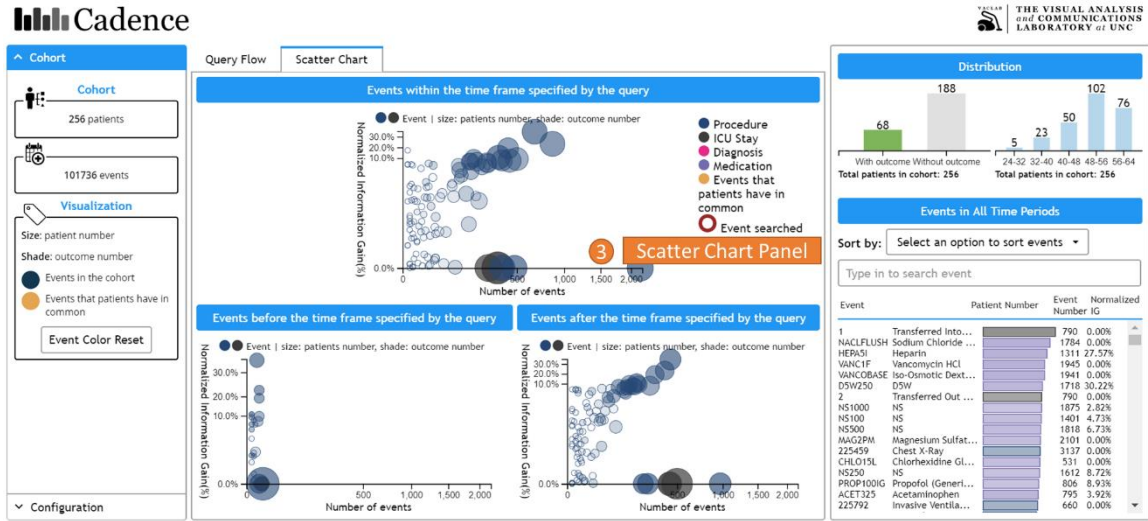 Cadence
VACLAB
THE VISUAL ANALYSIS
and COMMUNICATIONS
LABORATORY at UNC
Cohort
Cohort
256 patients
101736 events
Visualization
Size: patient number
Shade: outcome number
Events in the cohort
Events that patients have in
common
Event Color Reset
Configuration
Query Flow
Scatter Chart
Events within the time frame specified by the query
Event | size: patients number, shade: outcome number
Normalized Information Gain(%)
30.0%
20.0%
10.0%
0.0%
0
500
1,000
1,500
2,000
Number of events
Procedure
ICU Stay
Diagnosis
Medication
Events that
patients have in
common
Event searched
3 Scatter Chart Panel
Events before the time frame specified by the query
Event | size: patients number, shade: outcome number
Normalized Information Gain(%)
30.0%
20.0%
10.0%
0.0%
0
500
1,000
1,500
2,000
Number of events
Events after the time frame specified by the query
Event | size: patients number, shade: outcome number
Normalized Information Gain(%)
30.0%
20.0%
10.0%
0.0%
0
500
1,000
1,500
2,000
Number of events
Distribution
68
188
With outcome Without outcome
Total patients in cohort: 256
5
23
50
102
76
24-32 32-40 40-48 48-56 56-64
Total patients in cohort: 256
Events in All Time Periods
Sort by: Select an option to sort events
Type in to search event
Event Patient Number Event Number Normalized IG
1 Transferred Into... 790 0.00%
NACLFLUSH Sodium Chloride ... 1784 0.00%
HEPA5I Heparin 1311 27.57%
VANC1F Vancomycin HCl 1945 0.00%
VANCOBASE Iso-Osmotic Dext... 1941 0.00%
D5W250 D5W 1718 30.22%
2 Transferred Out ... 790 0.00%
NS1000 NS 1875 2.82%
NS100 NS 1401 4.73%
NS500 NS 1818 6.73%
MAG2PM Magnesium Sulfat... 2101 0.00%
225459 Chest X-Ray 3137 0.00%
CHLO15L Chlorhexidine Gl... 531 0.00%
NS250 NS 1612 8.72%
PROP100IG Propofol (Generi... 806 8.93%
ACET325 Acetaminophen 795 3.92%
225792 Invasive Ventila... 660 0.00%